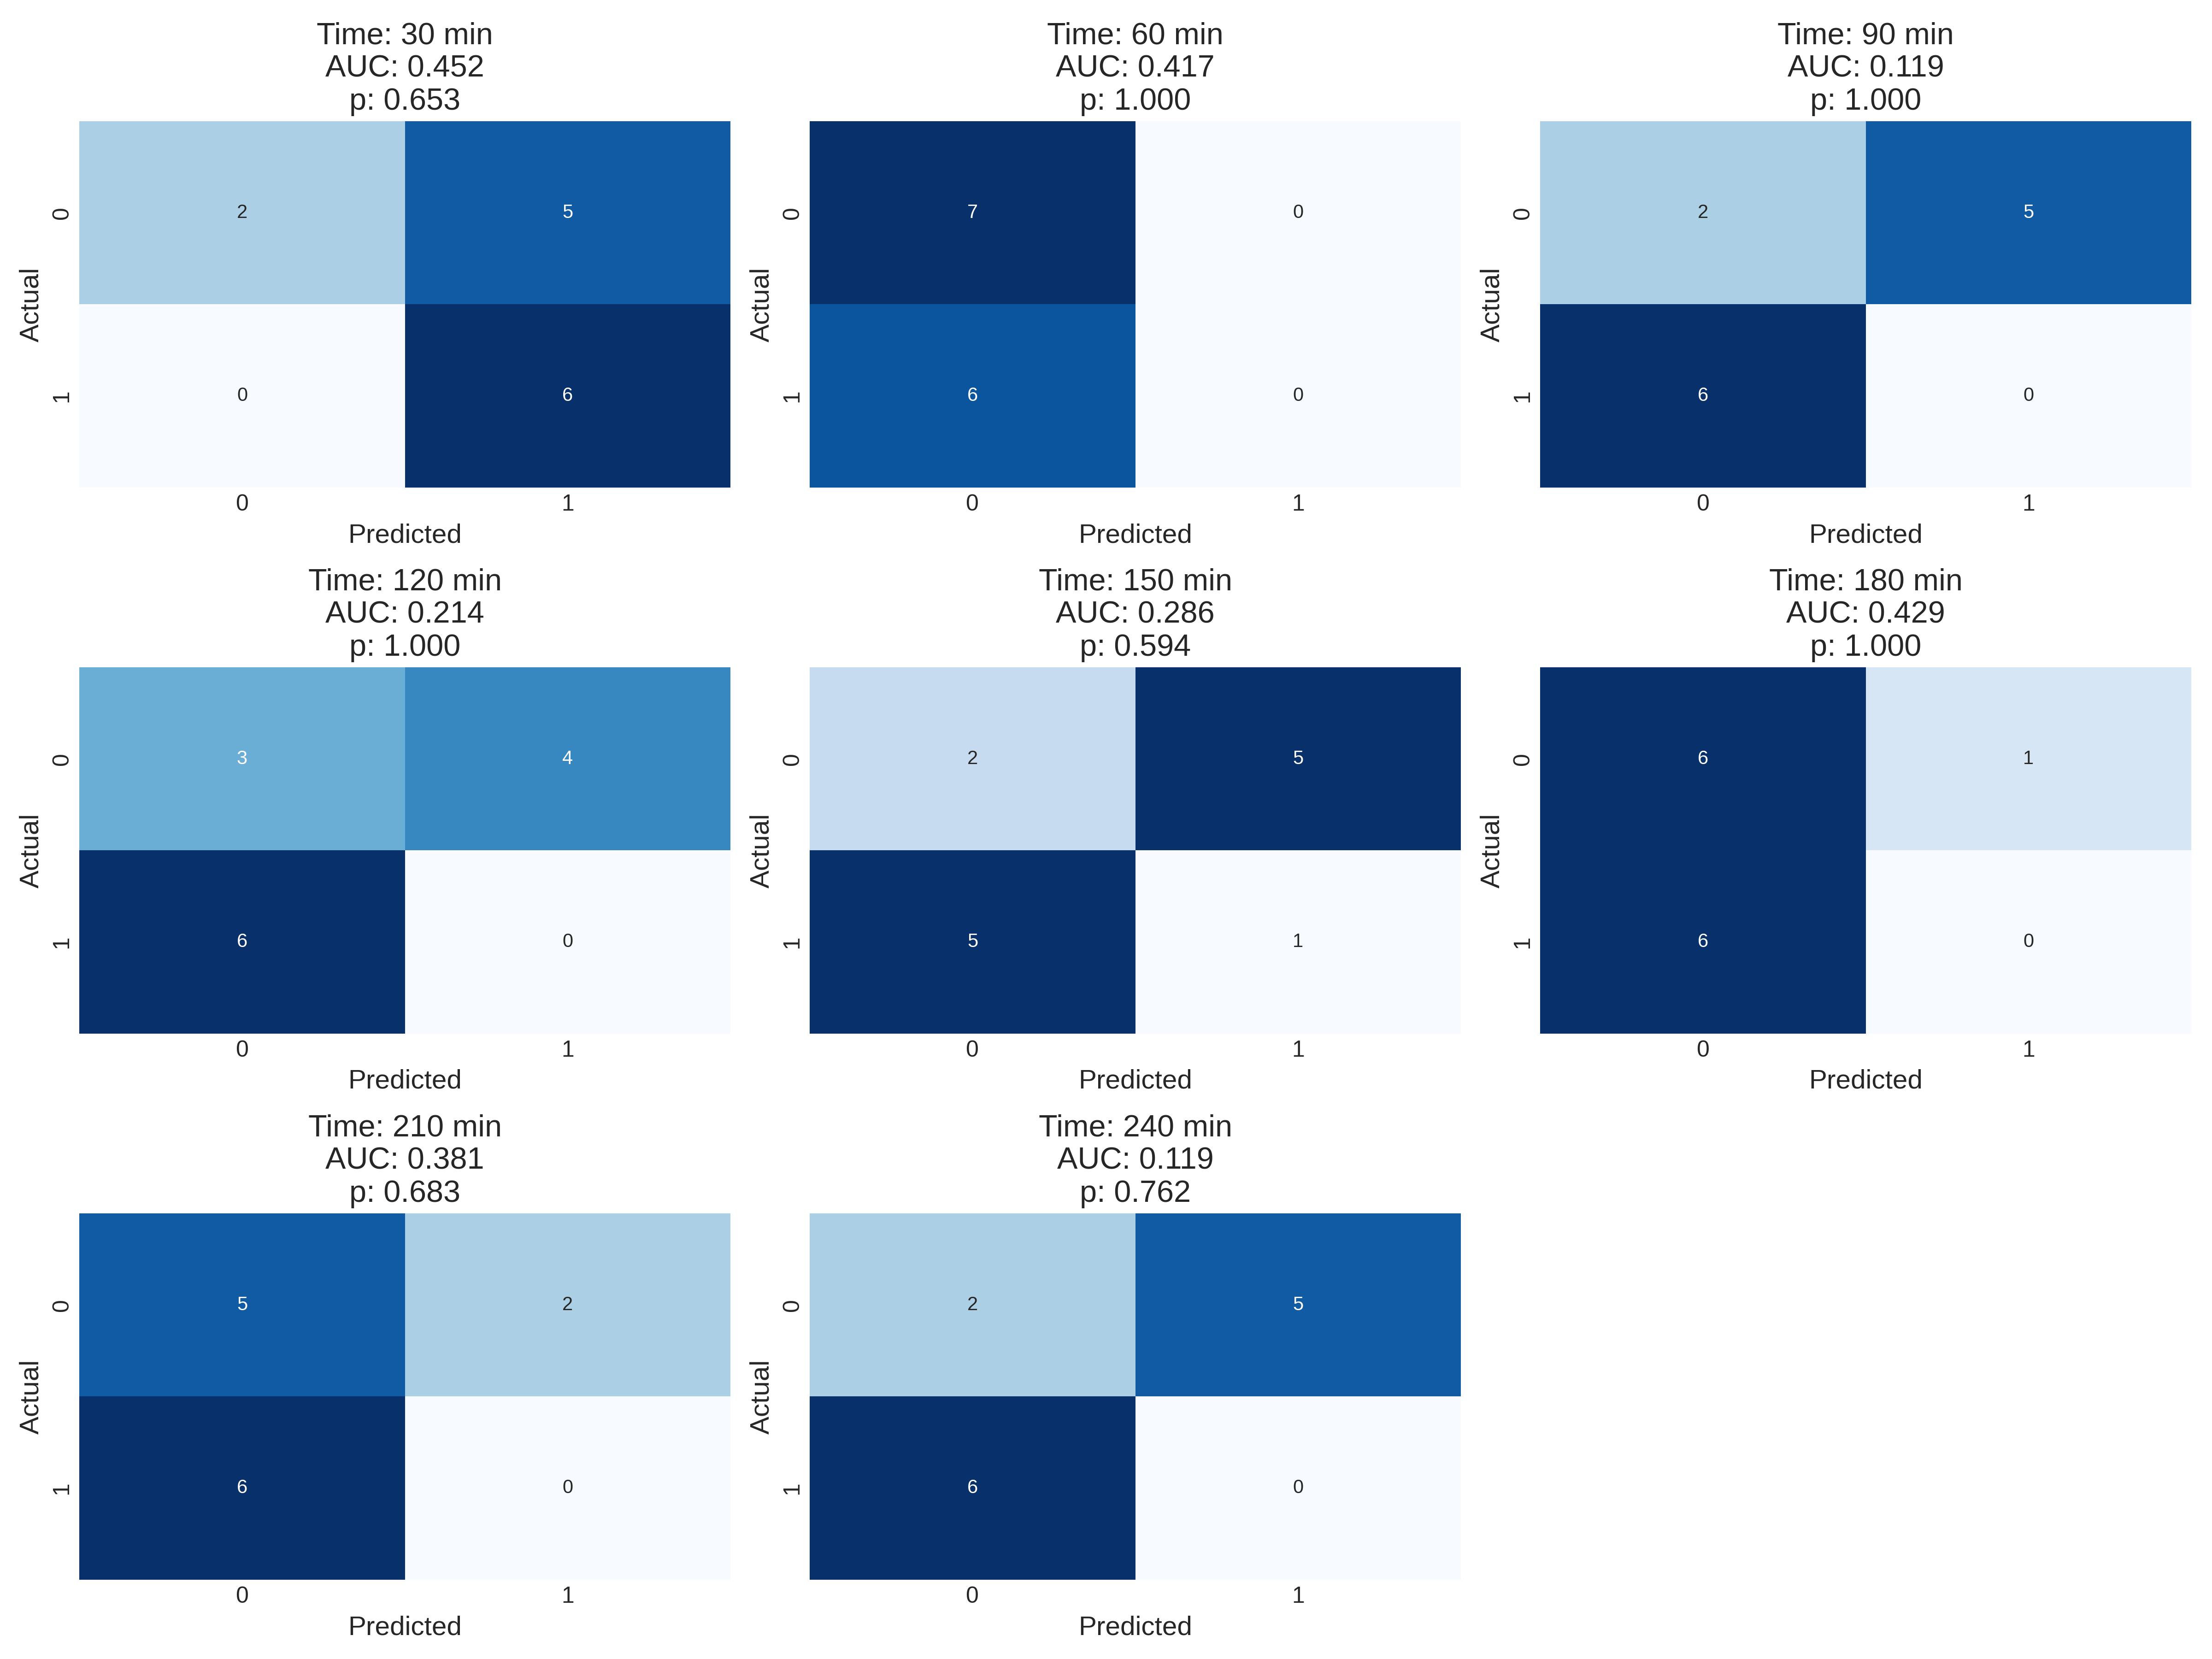 Time: 30 min
AUC: 0.452
p: 0.653
0
2
5
Actual
1
0
6
0
1
Predicted
Time: 60 min
AUC: 0.417
p: 1.000
0
7
0
Actual
1
6
0
0
1
Predicted
Time: 90 min
AUC: 0.119
p: 1.000
0
2
5
Actual
1
6
0
0
1
Predicted
Time: 120 min
AUC: 0.214
p: 1.000
0
3
4
Actual
1
6
0
0
1
Predicted
Time: 150 min
AUC: 0.286
p: 0.594
0
2
5
Actual
1
5
1
0
1
Predicted
Time: 180 min
AUC: 0.429
p: 1.000
0
6
1
Actual
1
6
0
0
1
Predicted
Time: 210 min
AUC: 0.381
p: 0.683
0
5
2
Actual
1
6
0
0
1
Predicted
Time: 240 min
AUC: 0.119
p: 0.762
0
2
5
Actual
1
6
0
0
1
Predicted